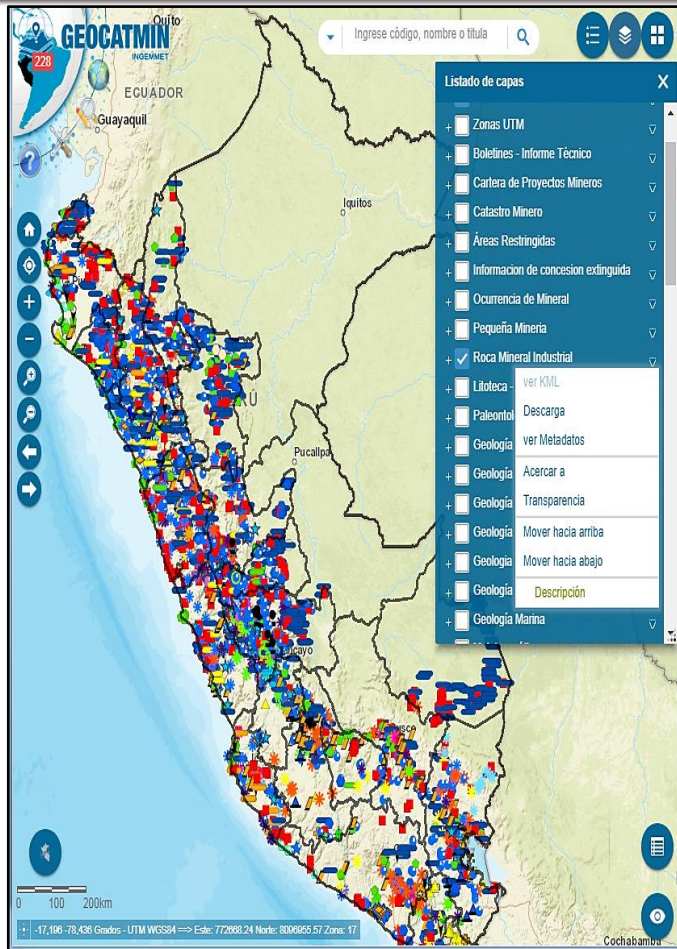 Quito
GEOCATMIN
INGEMMET
228
Ingrese código, nombre o titula
ECUADOR
Guayaquil
Iquitos
Pucallpa
Listado de capas
X
Zonas UTM
Boletines - Informe Técnico
Cartera de Proyectos Mineros
Catastro Minero
Áreas Restringidas
Informacion de concesion extinguida
Ocurrencia de Mineral
Pequeña Mineria
Roca Mineral Industrial
Litoteca -
Paleontol
Geología
Geología
Geología
Geología
Geologia
Geología
Geología Marina
ver KML
Descarga
ver Metadatos
Acercar a
Transparencia
Mover hacia arriba
Mover hacia abajo
Descripción
0 100 200km
-17,196 -78,436 Grados - UTM WGS84 ==> Este: 772668.24 Norte: 8096955.57 Zona: 17
Cochabamba